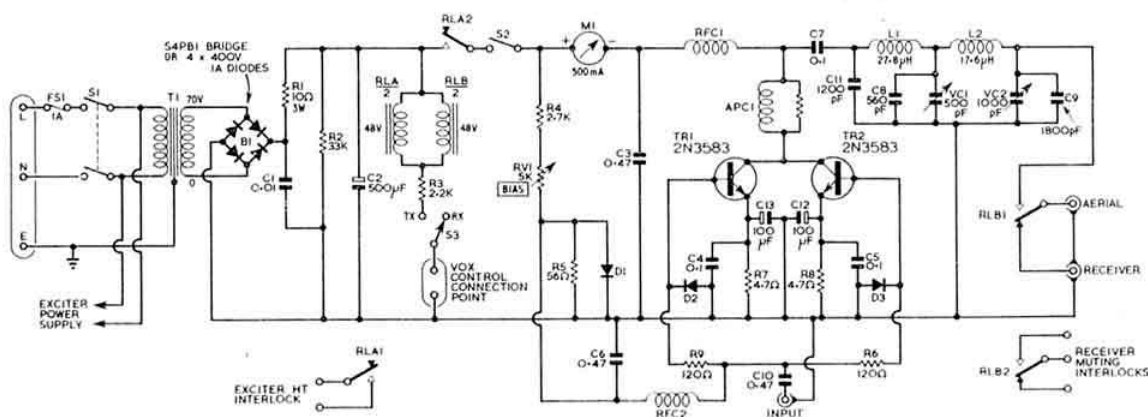 S4PB1 BRIDGE
OR 4 × 400V
1A DIODES
L
FS1
1A
S1
N
E
T1
70V
0
B1
EXCITER
POWER
SUPPLY
R1
10Ω
3W
C1
0·01
R2
33K
C2
500µF
RLA
2
48V
RLB
2
48V
R3
2·2K
TX
RX
S3
VOX
CONTROL
CONNECTION
POINT
RLA1
EXCITER HT
INTERLOCK
RLA2
S2
+
M1
-
500mA
R4
2·7K
RV1
5K
BIAS
R5
56Ω
D1
C6
0·47
C3
0·47
RFC1
APC1
TR1
2N3583
TR2
2N3583
C13
100
µF
C12
100
µF
C4
0·1
D2
R7
4·7Ω
R8
4·7Ω
C5
0·1
D3
R9
120Ω
R6
120Ω
C10
0·47
RFC2
INPUT
C7
0·1
C11
1200
pF
L1
27·8µH
L2
17·6µH
C8
560
pF
VC1
500
pF
VC2
1000
pF
C9
1800pF
RLB1
AERIAL
RECEIVER
RLB2
RECEIVER
MUTING
INTERLOCKS